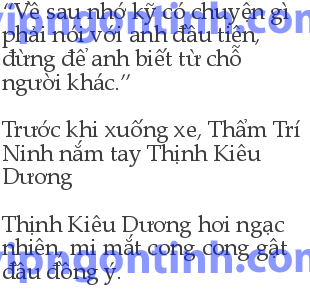 “Về sau nhớ kỹ có chuyện gì
phải nói với anh đầu tiên,
đừng để anh biết từ chỗ
người khác.”
Trước khi xuống xe, Thẩm Trí
Ninh nắm tay Thịnh Kiêu
Dương
Thịnh Kiêu Dương hơi ngạc
nhiên, mi mắt cong cong gật
đầu đồng ý.
vipngontinh.com